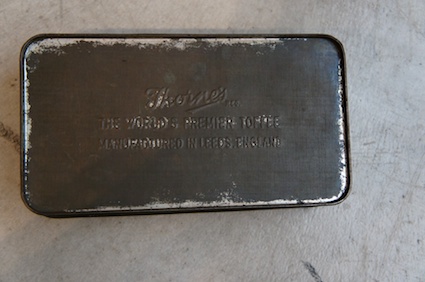 Thorne's
THE WORLD'S PREMIER TOFFEE
MANUFACTURED IN LEEDS ENGLAND